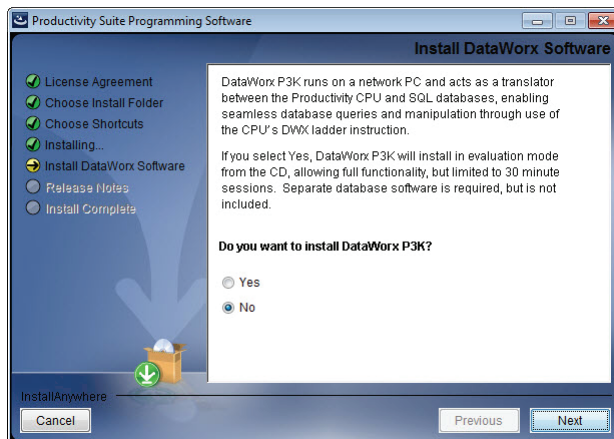 Productivity Suite Programming Software
Install DataWorx Software
License Agreement
Choose Install Folder
Choose Shortcuts
Installing...
Install DataWorx Software
Release Notes
Install Complete
DataWorx P3K runs on a network PC and acts as a translator
between the Productivity CPU and SQL databases, enabling
seamless database queries and manipulation through use of
the CPU's DWX ladder instruction.
If you select Yes, DataWorx P3K will install in evaluation mode
from the CD, allowing full functionality, but limited to 30 minute
sessions.  Separate database software is required, but is not
included.
Do you want to install DataWorx P3K?
Yes
No
InstallAnywhere
Cancel
Previous
Next